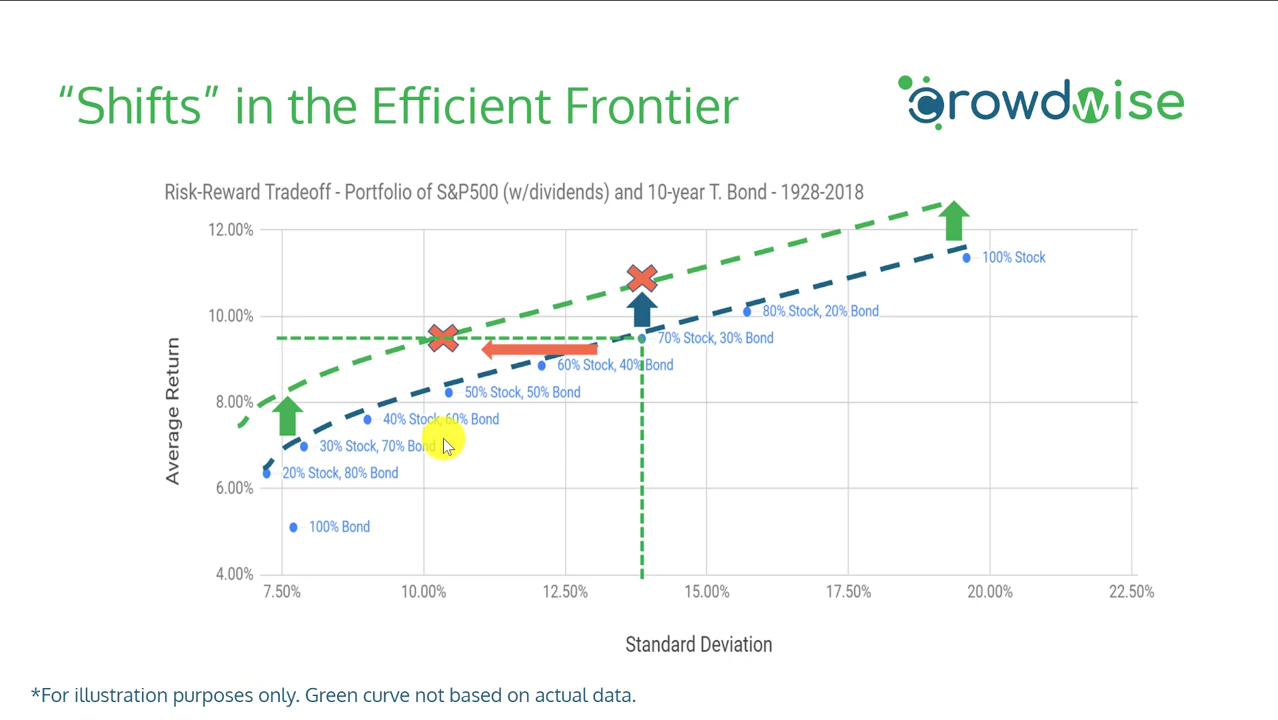 “Shifts” in the Efficient Frontier
crowdwise
Risk-Reward Tradeoff - Portfolio of S&P500 (w/dividends) and 10-year T. Bond - 1928-2018
12.00%
100% Stock
80% Stock, 20% Bond
10.00%
70% Stock, 30% Bond
60% Stock, 40% Bond
50% Stock, 50% Bond
8.00%
40% Stock, 60% Bond
30% Stock, 70% Bond
20% Stock, 80% Bond
6.00%
100% Bond
4.00%
Average Return
7.50% 10.00% 12.50% 15.00% 17.50% 20.00% 22.50%
Standard Deviation
*For illustration purposes only. Green curve not based on actual data.